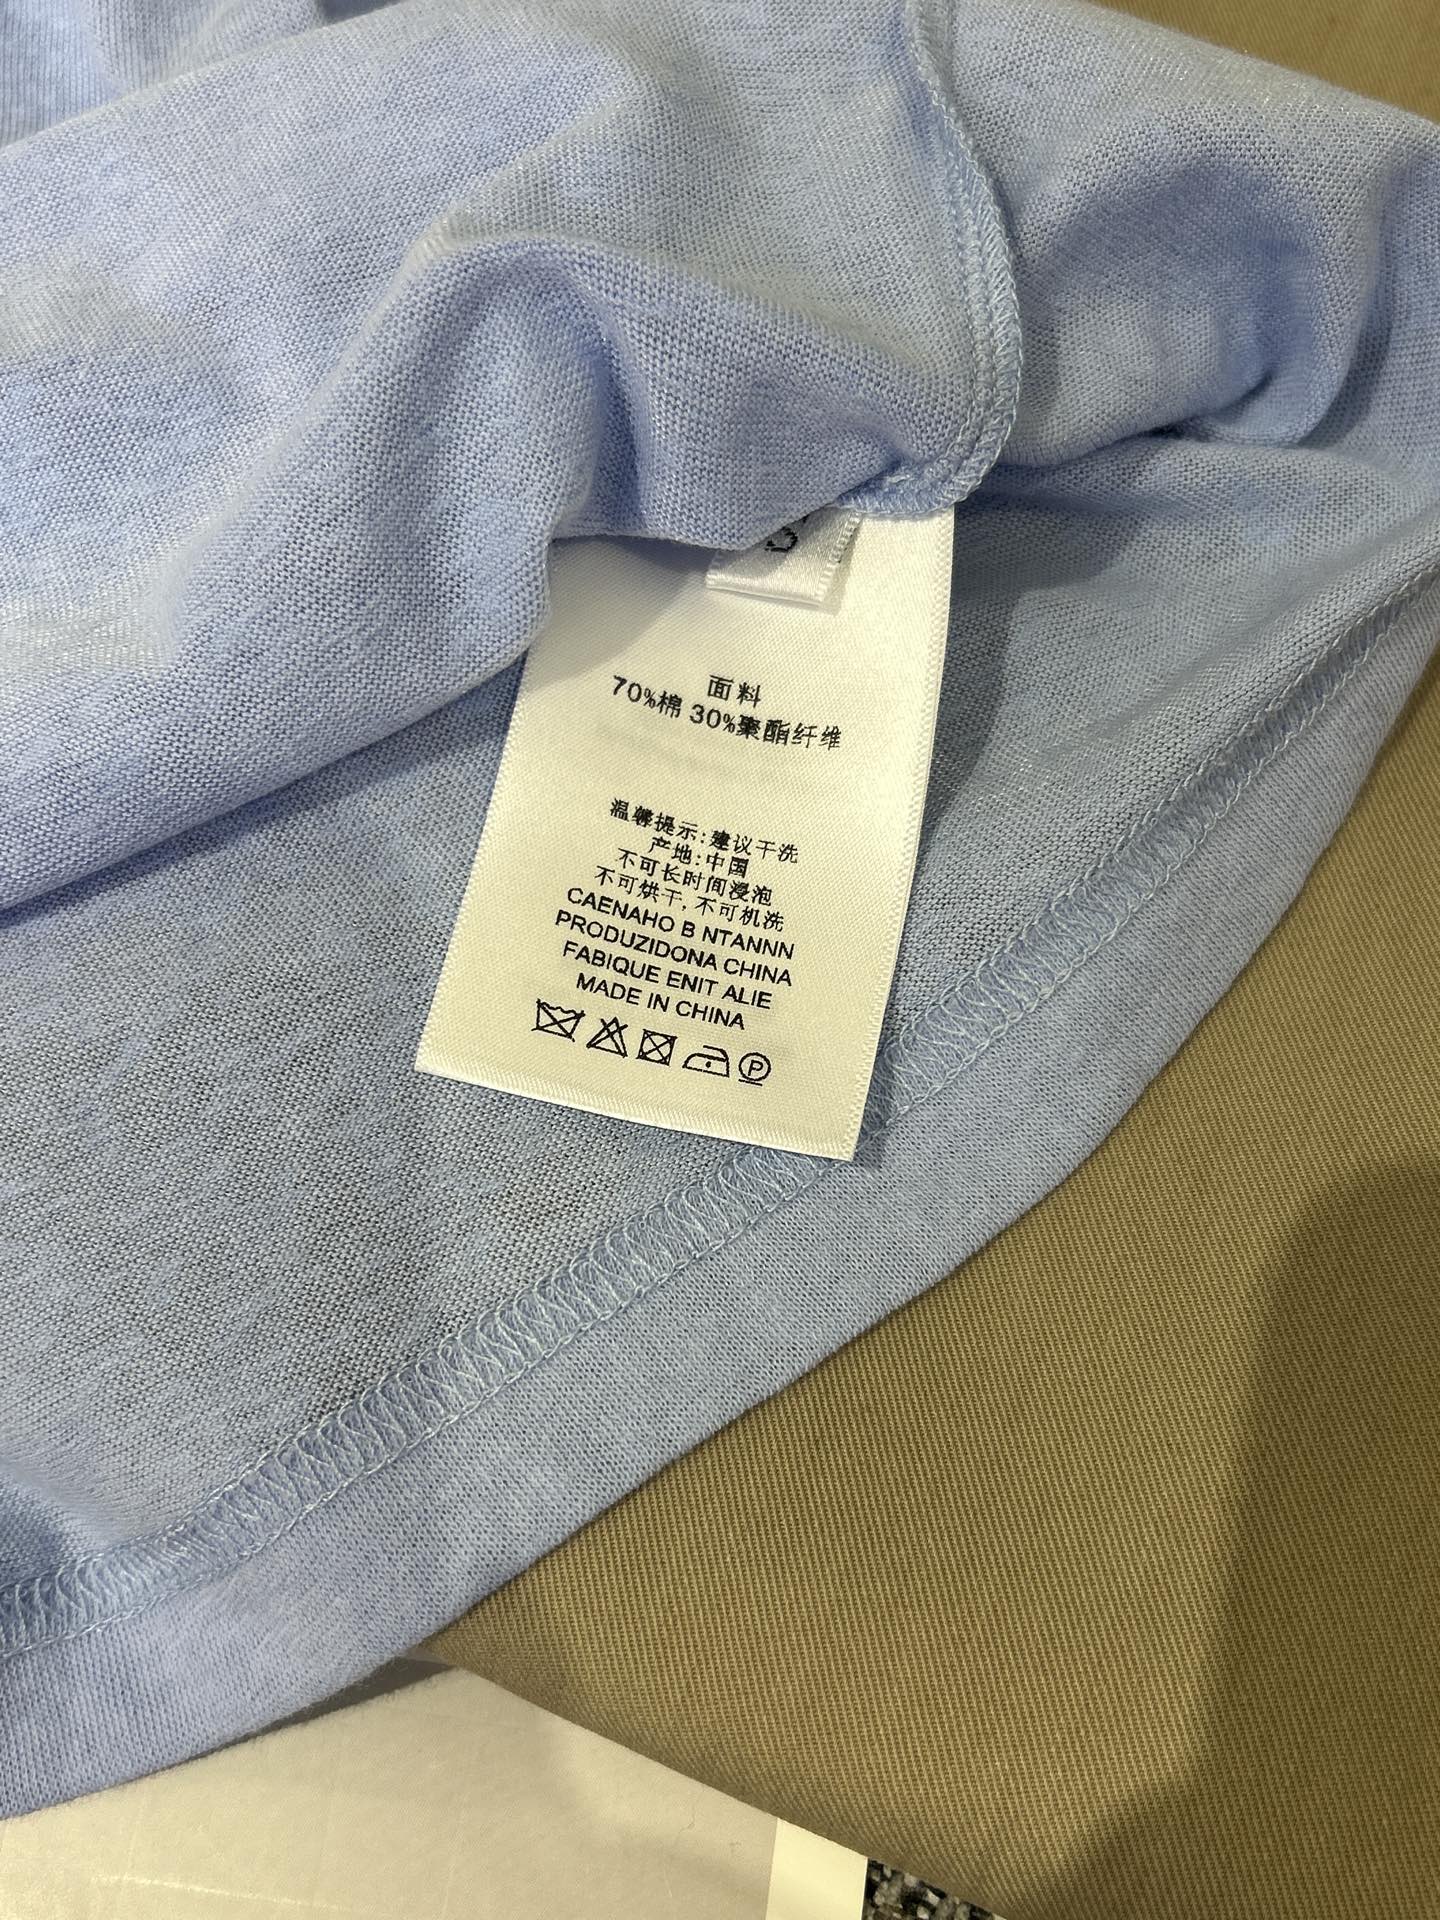 面料
70%棉 30%聚酯纤维
温馨提示:建议干洗
产地:中国
不可长时间浸泡
不可烘干,不可机洗
CAENAHO B NTANNN
PRODUZIDONA CHINA
FABIQUE ENIT ALIE
MADE IN CHINA
P